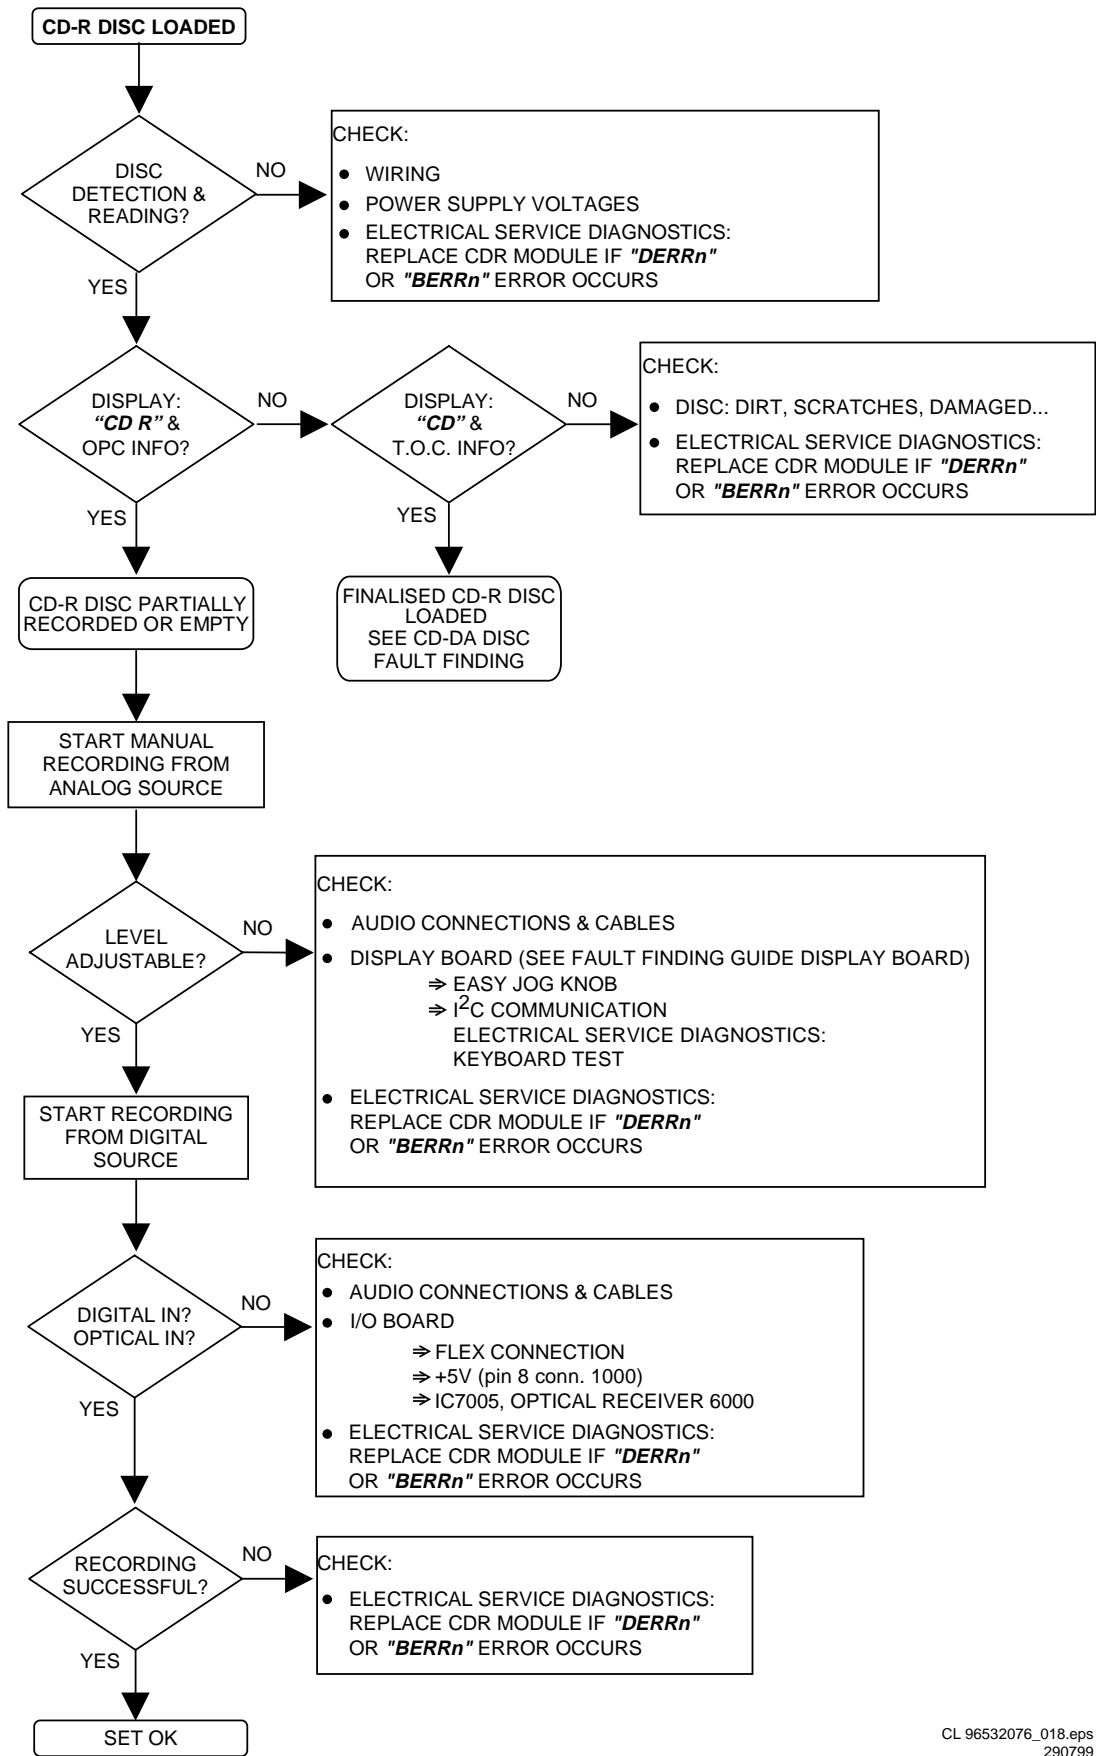 CD-R DISC LOADED
DISC
DETECTION &
READING?
NO
YES
CHECK:
● WIRING
● POWER SUPPLY VOLTAGES
● ELECTRICAL SERVICE DIAGNOSTICS:
REPLACE CDR MODULE IF "DERRn"
OR "BERRn" ERROR OCCURS
DISPLAY:
“CD R” &
OPC INFO?
NO
YES
DISPLAY:
“CD” &
T.O.C. INFO?
NO
YES
CHECK:
● DISC: DIRT, SCRATCHES, DAMAGED...
● ELECTRICAL SERVICE DIAGNOSTICS:
REPLACE CDR MODULE IF "DERRn"
OR "BERRn" ERROR OCCURS
CD-R DISC PARTIALLY
RECORDED OR EMPTY
FINALISED CD-R DISC
LOADED
SEE CD-DA DISC
FAULT FINDING
START MANUAL
RECORDING FROM
ANALOG SOURCE
LEVEL
ADJUSTABLE?
NO
YES
CHECK:
● AUDIO CONNECTIONS & CABLES
● DISPLAY BOARD (SEE FAULT FINDING GUIDE DISPLAY BOARD)
⇒ EASY JOG KNOB
⇒ I2C COMMUNICATION
ELECTRICAL SERVICE DIAGNOSTICS:
KEYBOARD TEST
● ELECTRICAL SERVICE DIAGNOSTICS:
REPLACE CDR MODULE IF "DERRn"
OR "BERRn" ERROR OCCURS
START RECORDING
FROM DIGITAL
SOURCE
DIGITAL IN?
OPTICAL IN?
NO
YES
CHECK:
● AUDIO CONNECTIONS & CABLES
● I/O BOARD
⇒ FLEX CONNECTION
⇒ +5V (pin 8 conn. 1000)
⇒ IC7005, OPTICAL RECEIVER 6000
● ELECTRICAL SERVICE DIAGNOSTICS:
REPLACE CDR MODULE IF "DERRn"
OR "BERRn" ERROR OCCURS
RECORDING
SUCCESSFUL?
NO
YES
CHECK:
● ELECTRICAL SERVICE DIAGNOSTICS:
REPLACE CDR MODULE IF "DERRn"
OR "BERRn" ERROR OCCURS
SET OK
CL 96532076_018.eps
290799